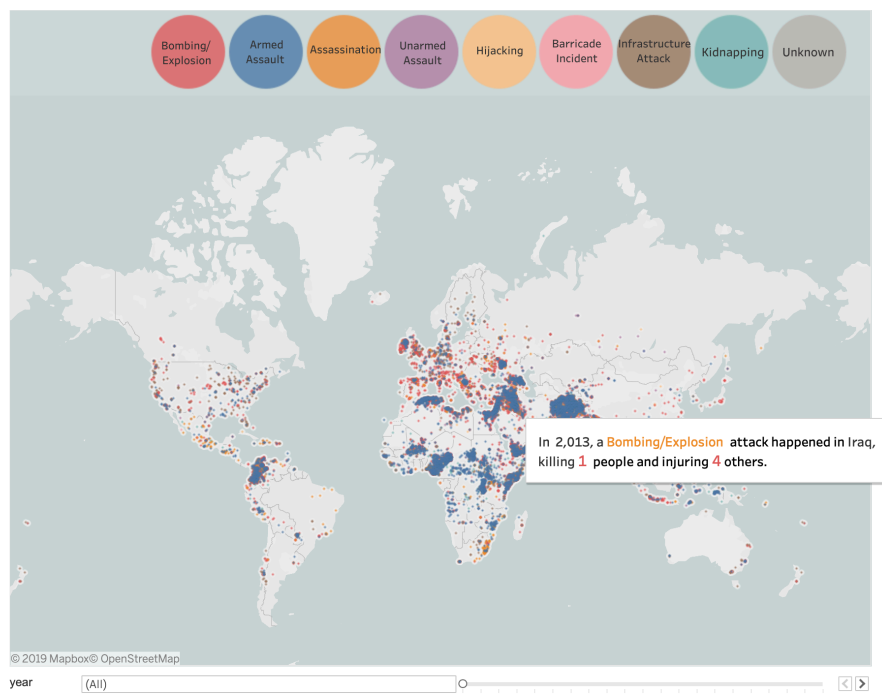 Bombing/
Explosion
Armed
Assault
Assassination
Unarmed
Assault
Hijacking
Barricade
Incident
Infrastructure
Attack
Kidnapping
Unknown
In 2,013, a Bombing/Explosion attack happened in Iraq,
killing 1 people and injuring 4 others.
© 2019 Mapbox© OpenStreetMap
year
(All)